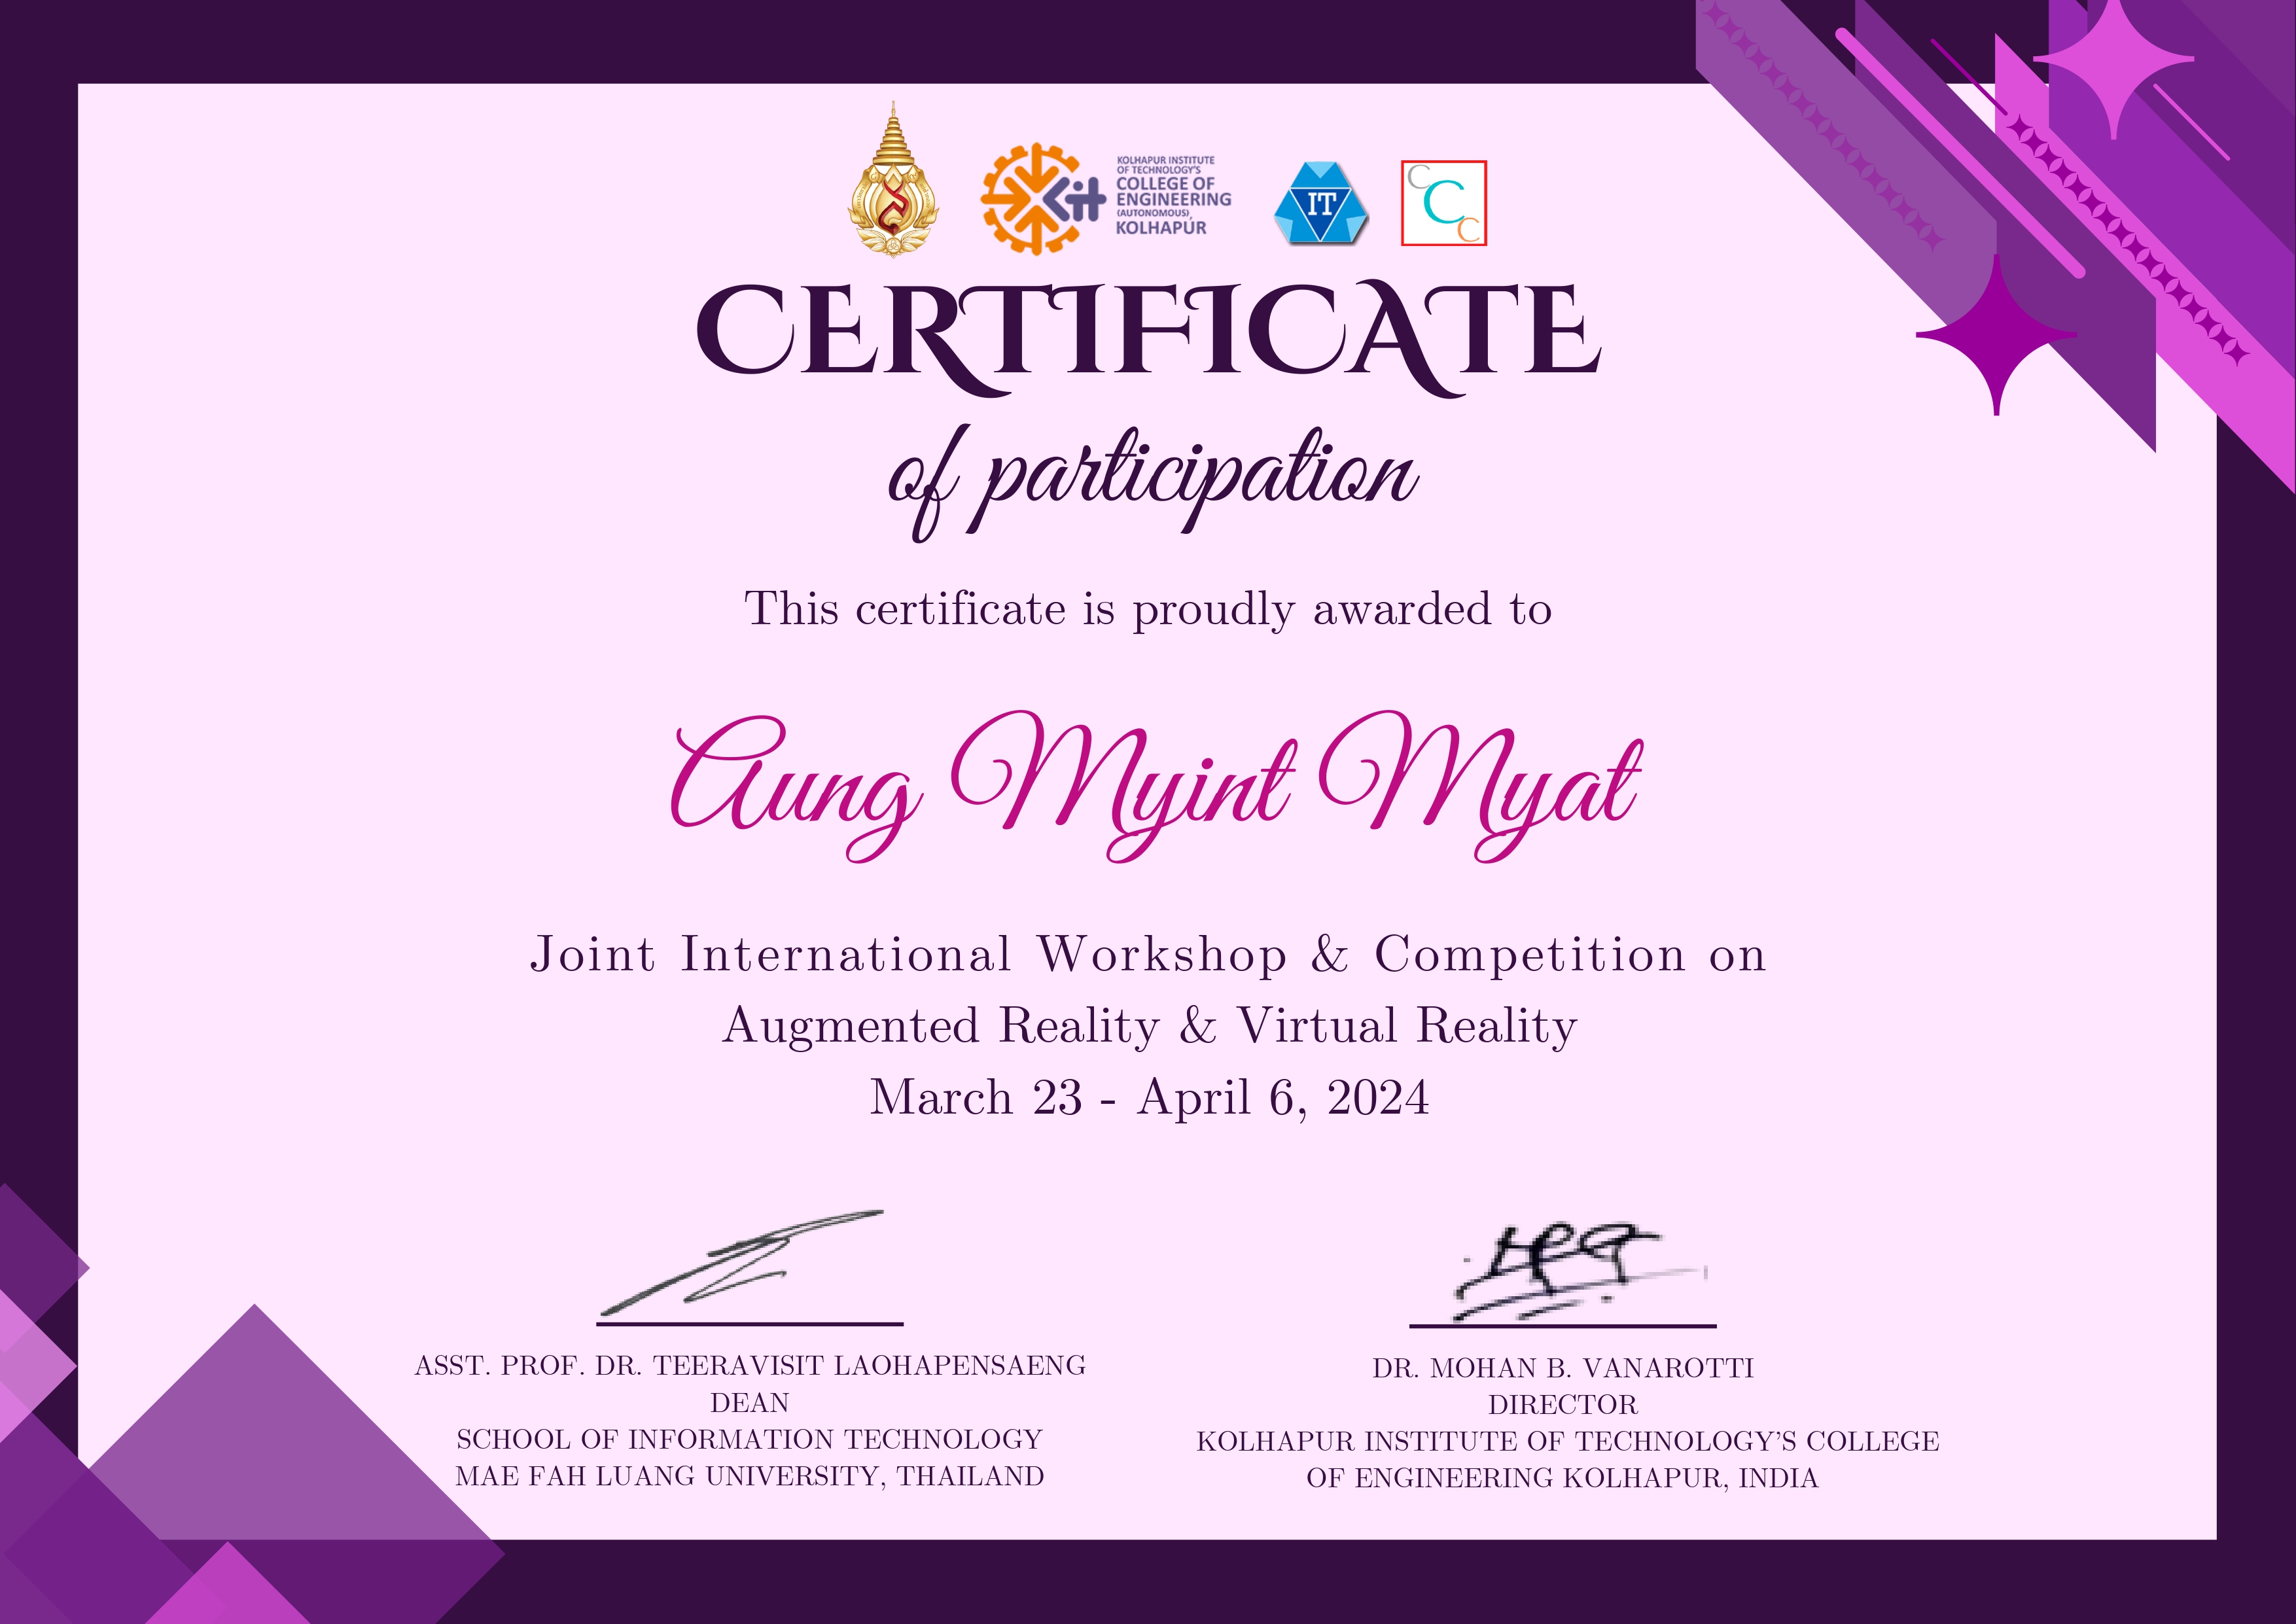 KOLHAPUR INSTITUTE
OF TECHNOLOGY'S
COLLEGE OF
ENGINEERING
(AUTONOMOUS),
KOLHAPUR
Kit
IT
C
C
C
CERTIFICATE
of participation
This certificate is proudly awarded to
Aung Myint Myat
Joint International Workshop & Competition on
Augmented Reality & Virtual Reality
March 23 - April 6, 2024
ASST. PROF. DR. TEERAVISIT LAOHAPENSAENG
DEAN
SCHOOL OF INFORMATION TECHNOLOGY
MAE FAH LUANG UNIVERSITY, THAILAND
DR. MOHAN B. VANAROTTI
DIRECTOR
KOLHAPUR INSTITUTE OF TECHNOLOGY'S COLLEGE
OF ENGINEERING KOLHAPUR, INDIA